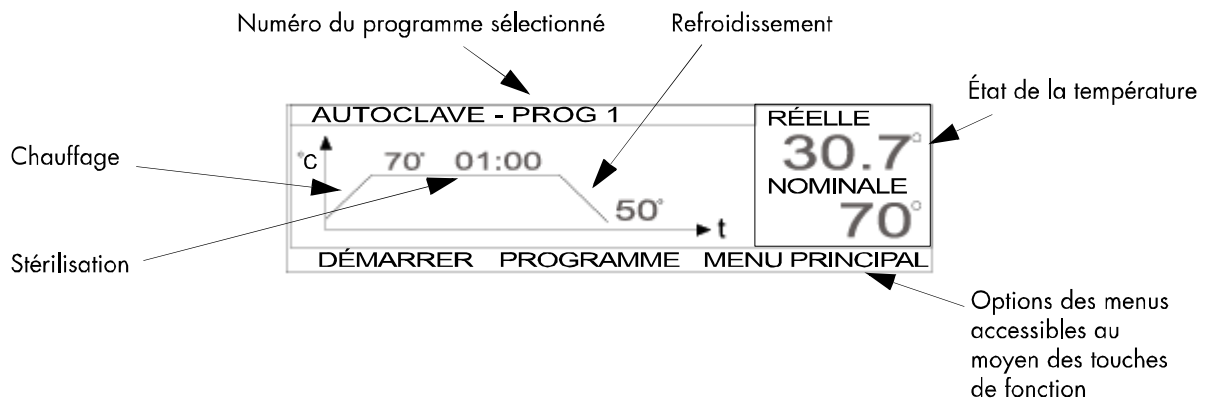 Numéro du programme sélectionné
Refroidissement
État de la température
AUTOCLAVE - PROG 1
RÉELLE
30.7°
Chauffage
°C
70° 01:00
NOMINALE
70°
50°
t
Stérilisation
DÉMARRER PROGRAMME MENU PRINCIPAL
Options des menus
accessibles au
moyen des touches
de fonction